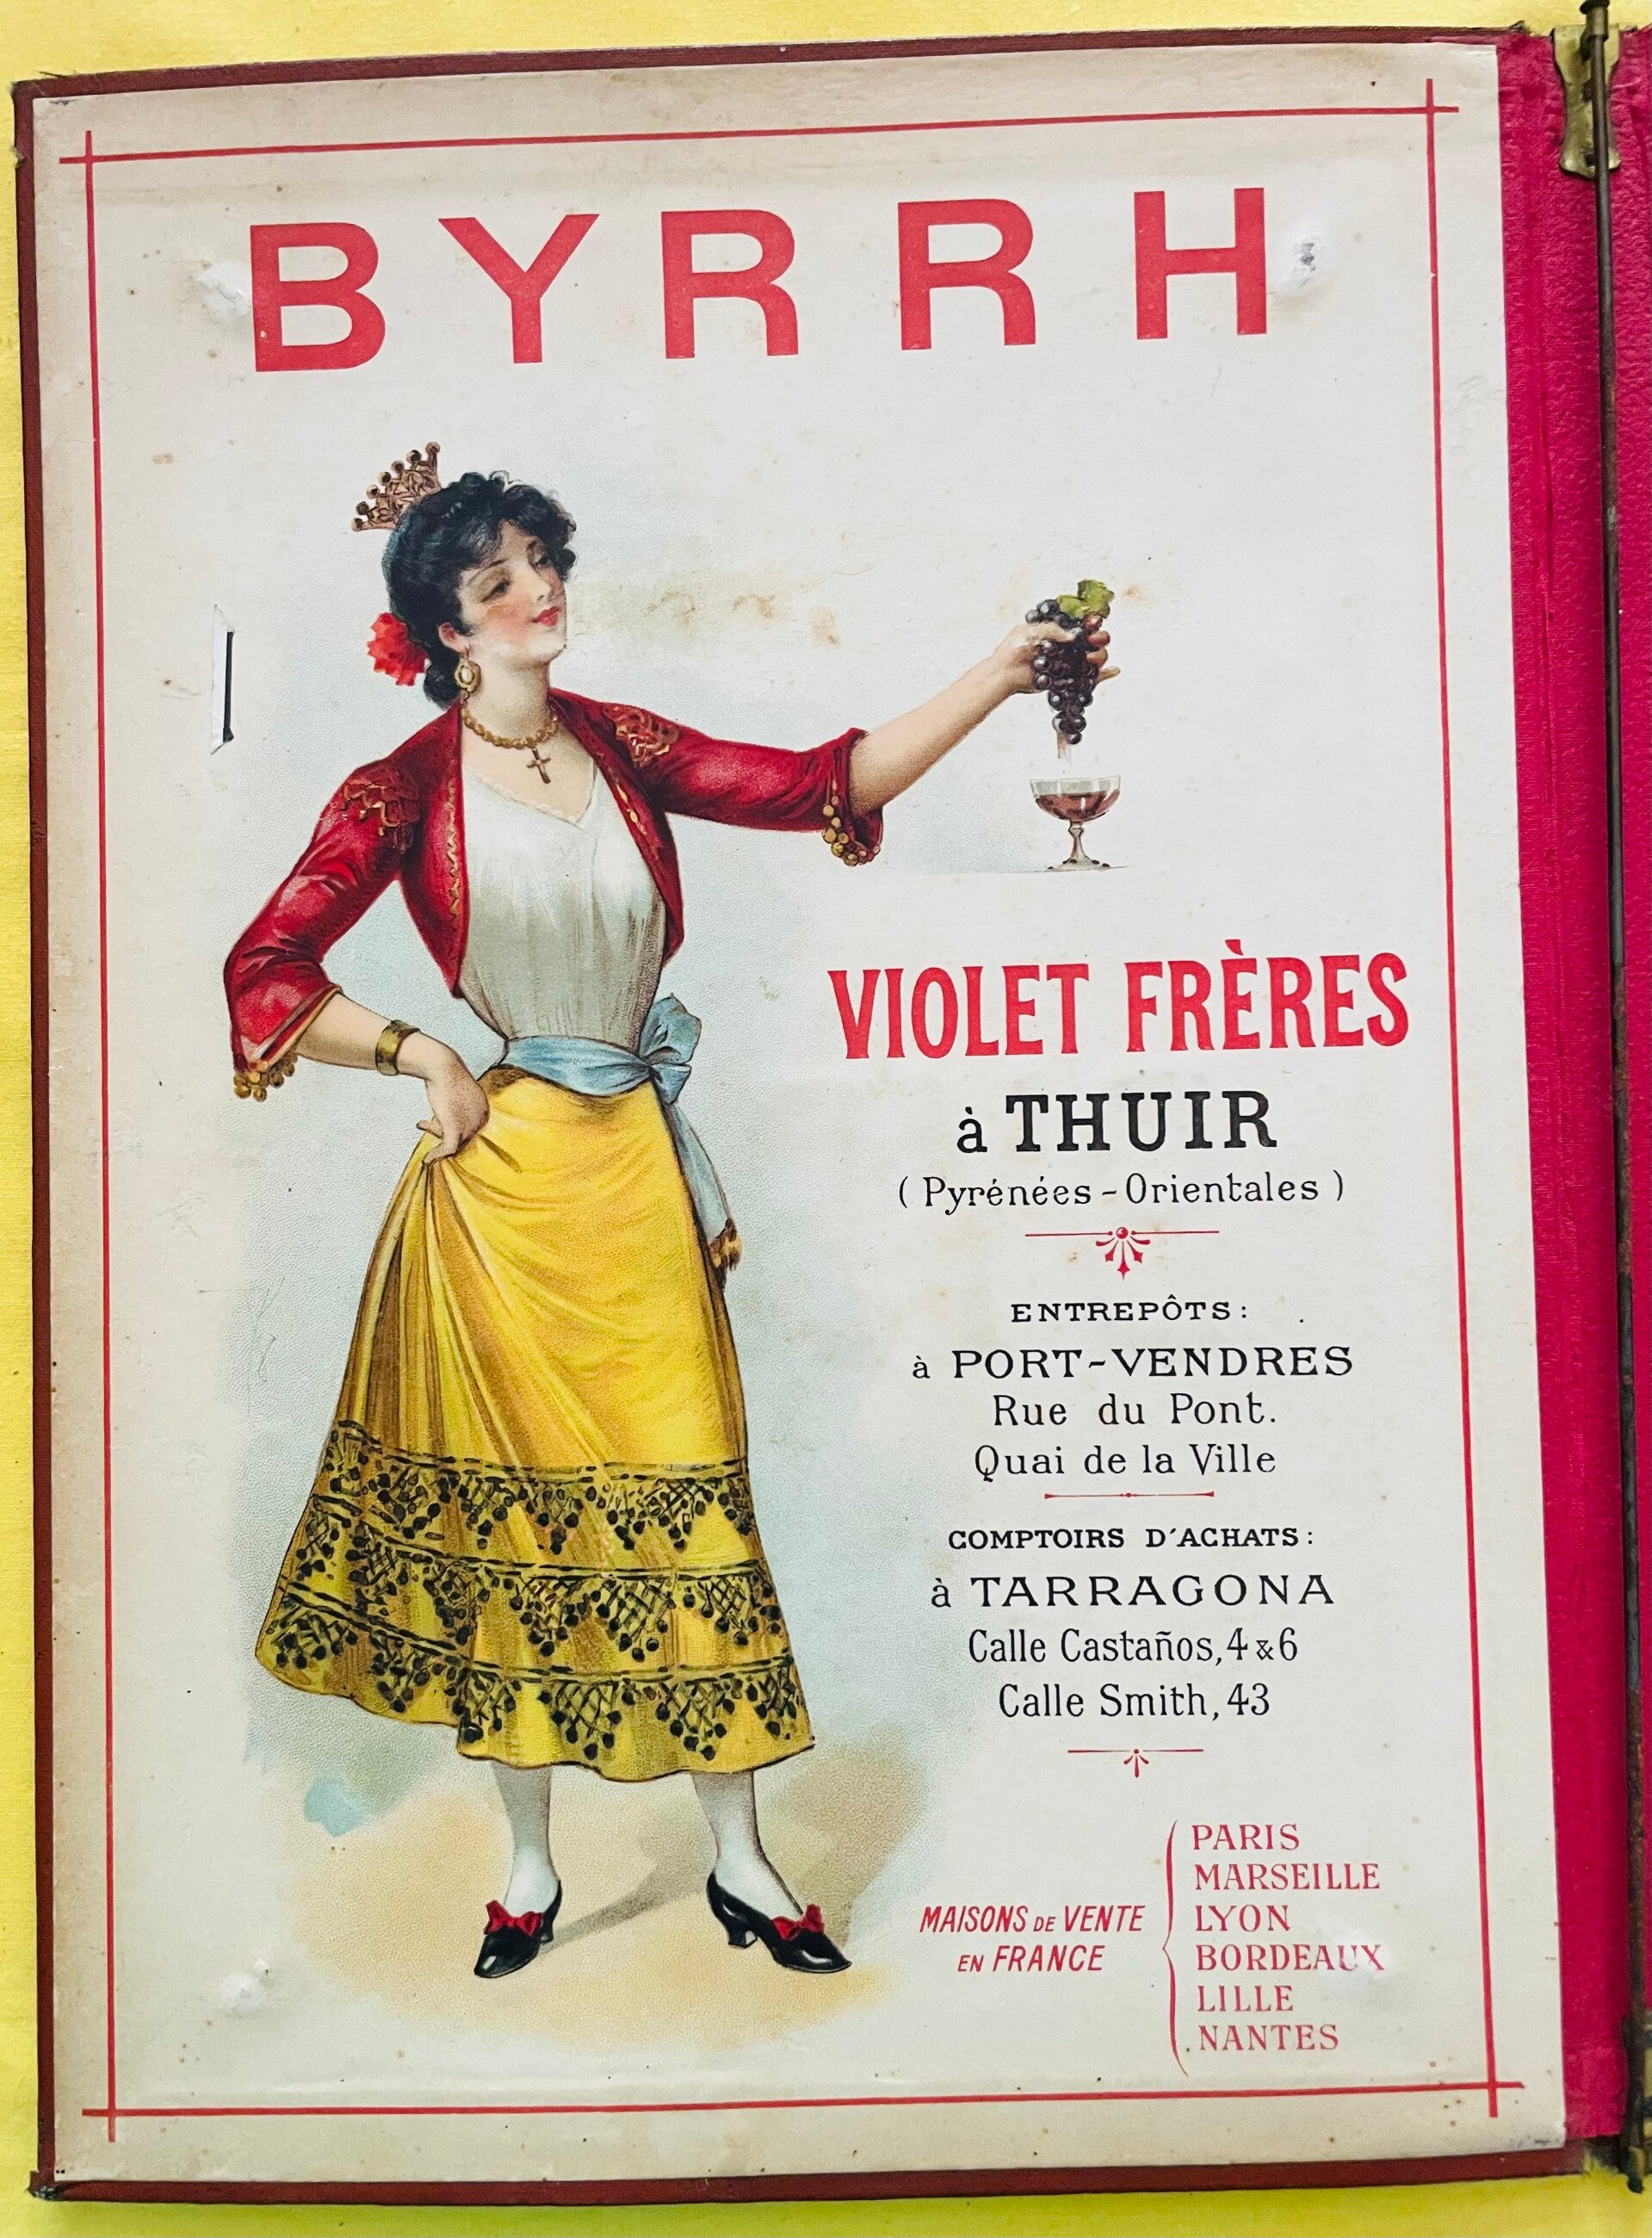 BYRRH
VIOLET FRÈRES
à THUIR
(Pyrénées-Orientales)
ENTREPÔTS:
à PORT-VENDRES
Rue du Pont.
Quai de la Ville
COMPTOIRS D'ACHATS:
à TARRAGONA
Calle Castaños, 4 & 6
Calle Smith, 43
MAISONS DE VENTE
EN FRANCE
PARIS
MARSEILLE
LYON
BORDEAUX
LILLE
NANTES